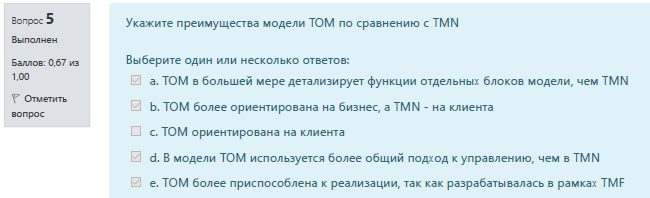 Вопрос 5
Выполнен
Баллов: 0,67 из
1,00
Отметить
вопрос
Укажите преимущества модели TOM по сравнению с TMN
Выберите один или несколько ответов:
a. TOM в большей мере детализирует функции отдельных блоков модели, чем TMN
b. TOM более ориентирована на бизнес, а TMN - на клиента
c. TOM ориентирована на клиента
d. В модели TOM используется более общий подход к управлению, чем в TMN
e. TOM более приспособлена к реализации, так как разрабатывалась в рамках TMF